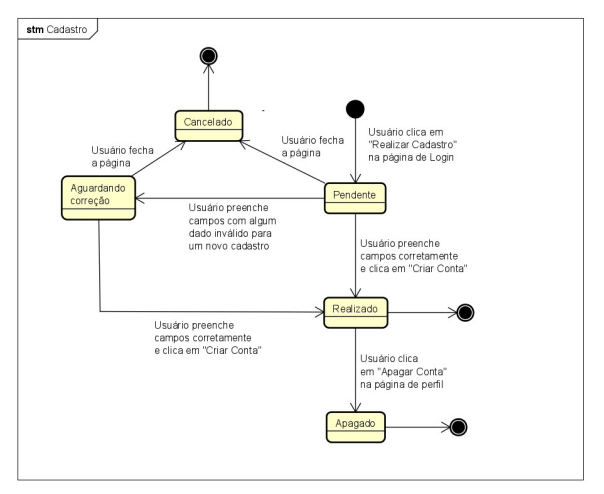 stm Cadastro
Cancelado
Usuário clica em
"Realizar Cadastro"
na página de Login
Usuário fecha
a página
Usuário fecha
a página
Aguardando
correção
Pendente
Usuário preenche
campos com algum
dado inválido para
um novo cadastro
Usuário preenche
campos corretamente
e clica em "Criar Conta"
Realizado
Usuário preenche
campos corretamente
e clica em "Criar Conta"
Usuário clica
em "Apagar Conta"
na página de perfil
Apagado